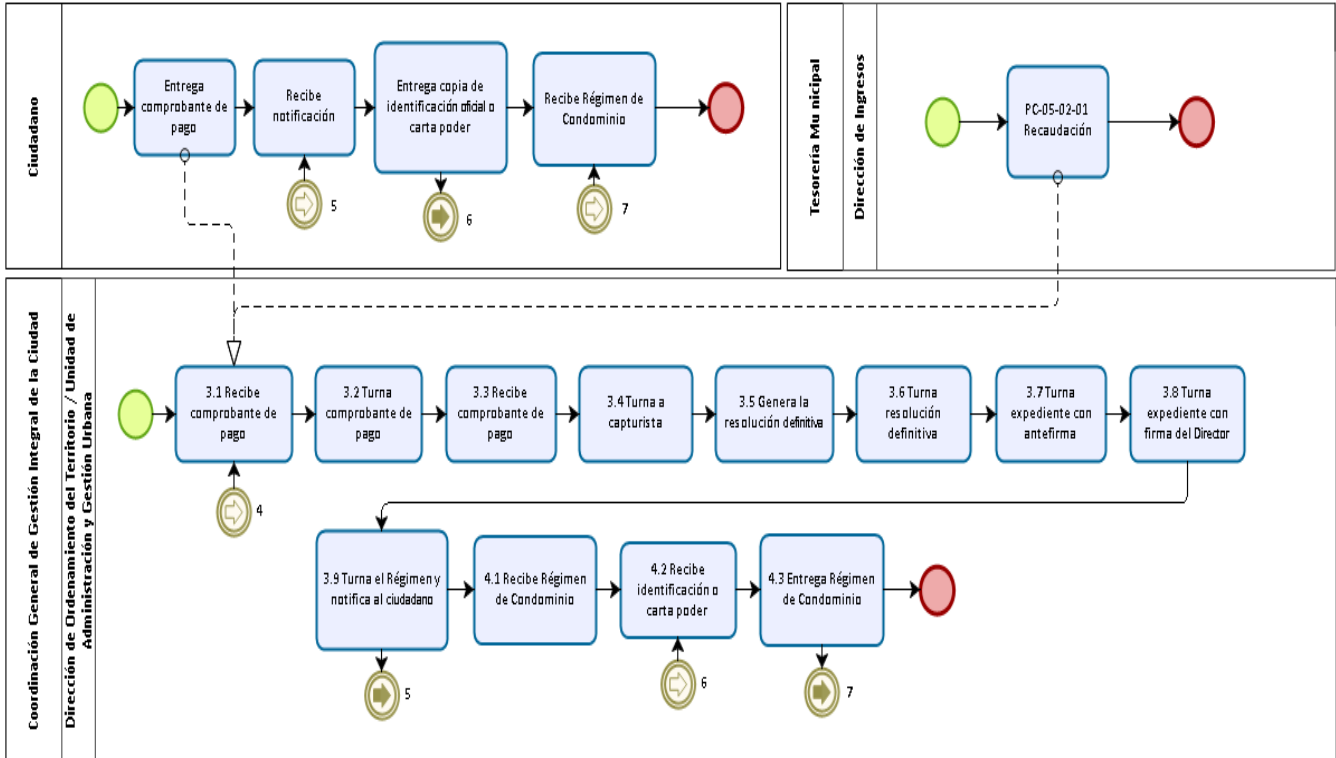 Ciudadano
Entrega
comprobante de
pago
Recibe
notificación
Entrega copia de
identificación oficial o
carta poder
Recibe Régimen de
Condominio
5
6
7
Tesorería Mu nicipal
Dirección de Ingresos
PC-05-02-01
Recaudación
Coordinación General de Gestión Integral de la Ciudad
Dirección de Ordenamiento del Territorio / Unidad de
Administración y Gestión Urbana
3.1 Recibe
comprobante de
pago
3.2 Turna
comprobante de
pago
3.3 Recibe
comprobante de
pago
3.4 Turna a
capturista
3.5 Genera la
resolución definitiva
3.6 Turna
resolución
definitiva
3.7 Turna
expediente con
antefirma
3.8 Turna
expediente con
firma del Director
4
3.9 Turna el Régimen y
notifica al ciudadano
4.1 Recibe Régimen
de Condominio
4.2 Recibe
identificación o
carta poder
4.3 Entrega Régimen
de Condominio
5
6
7